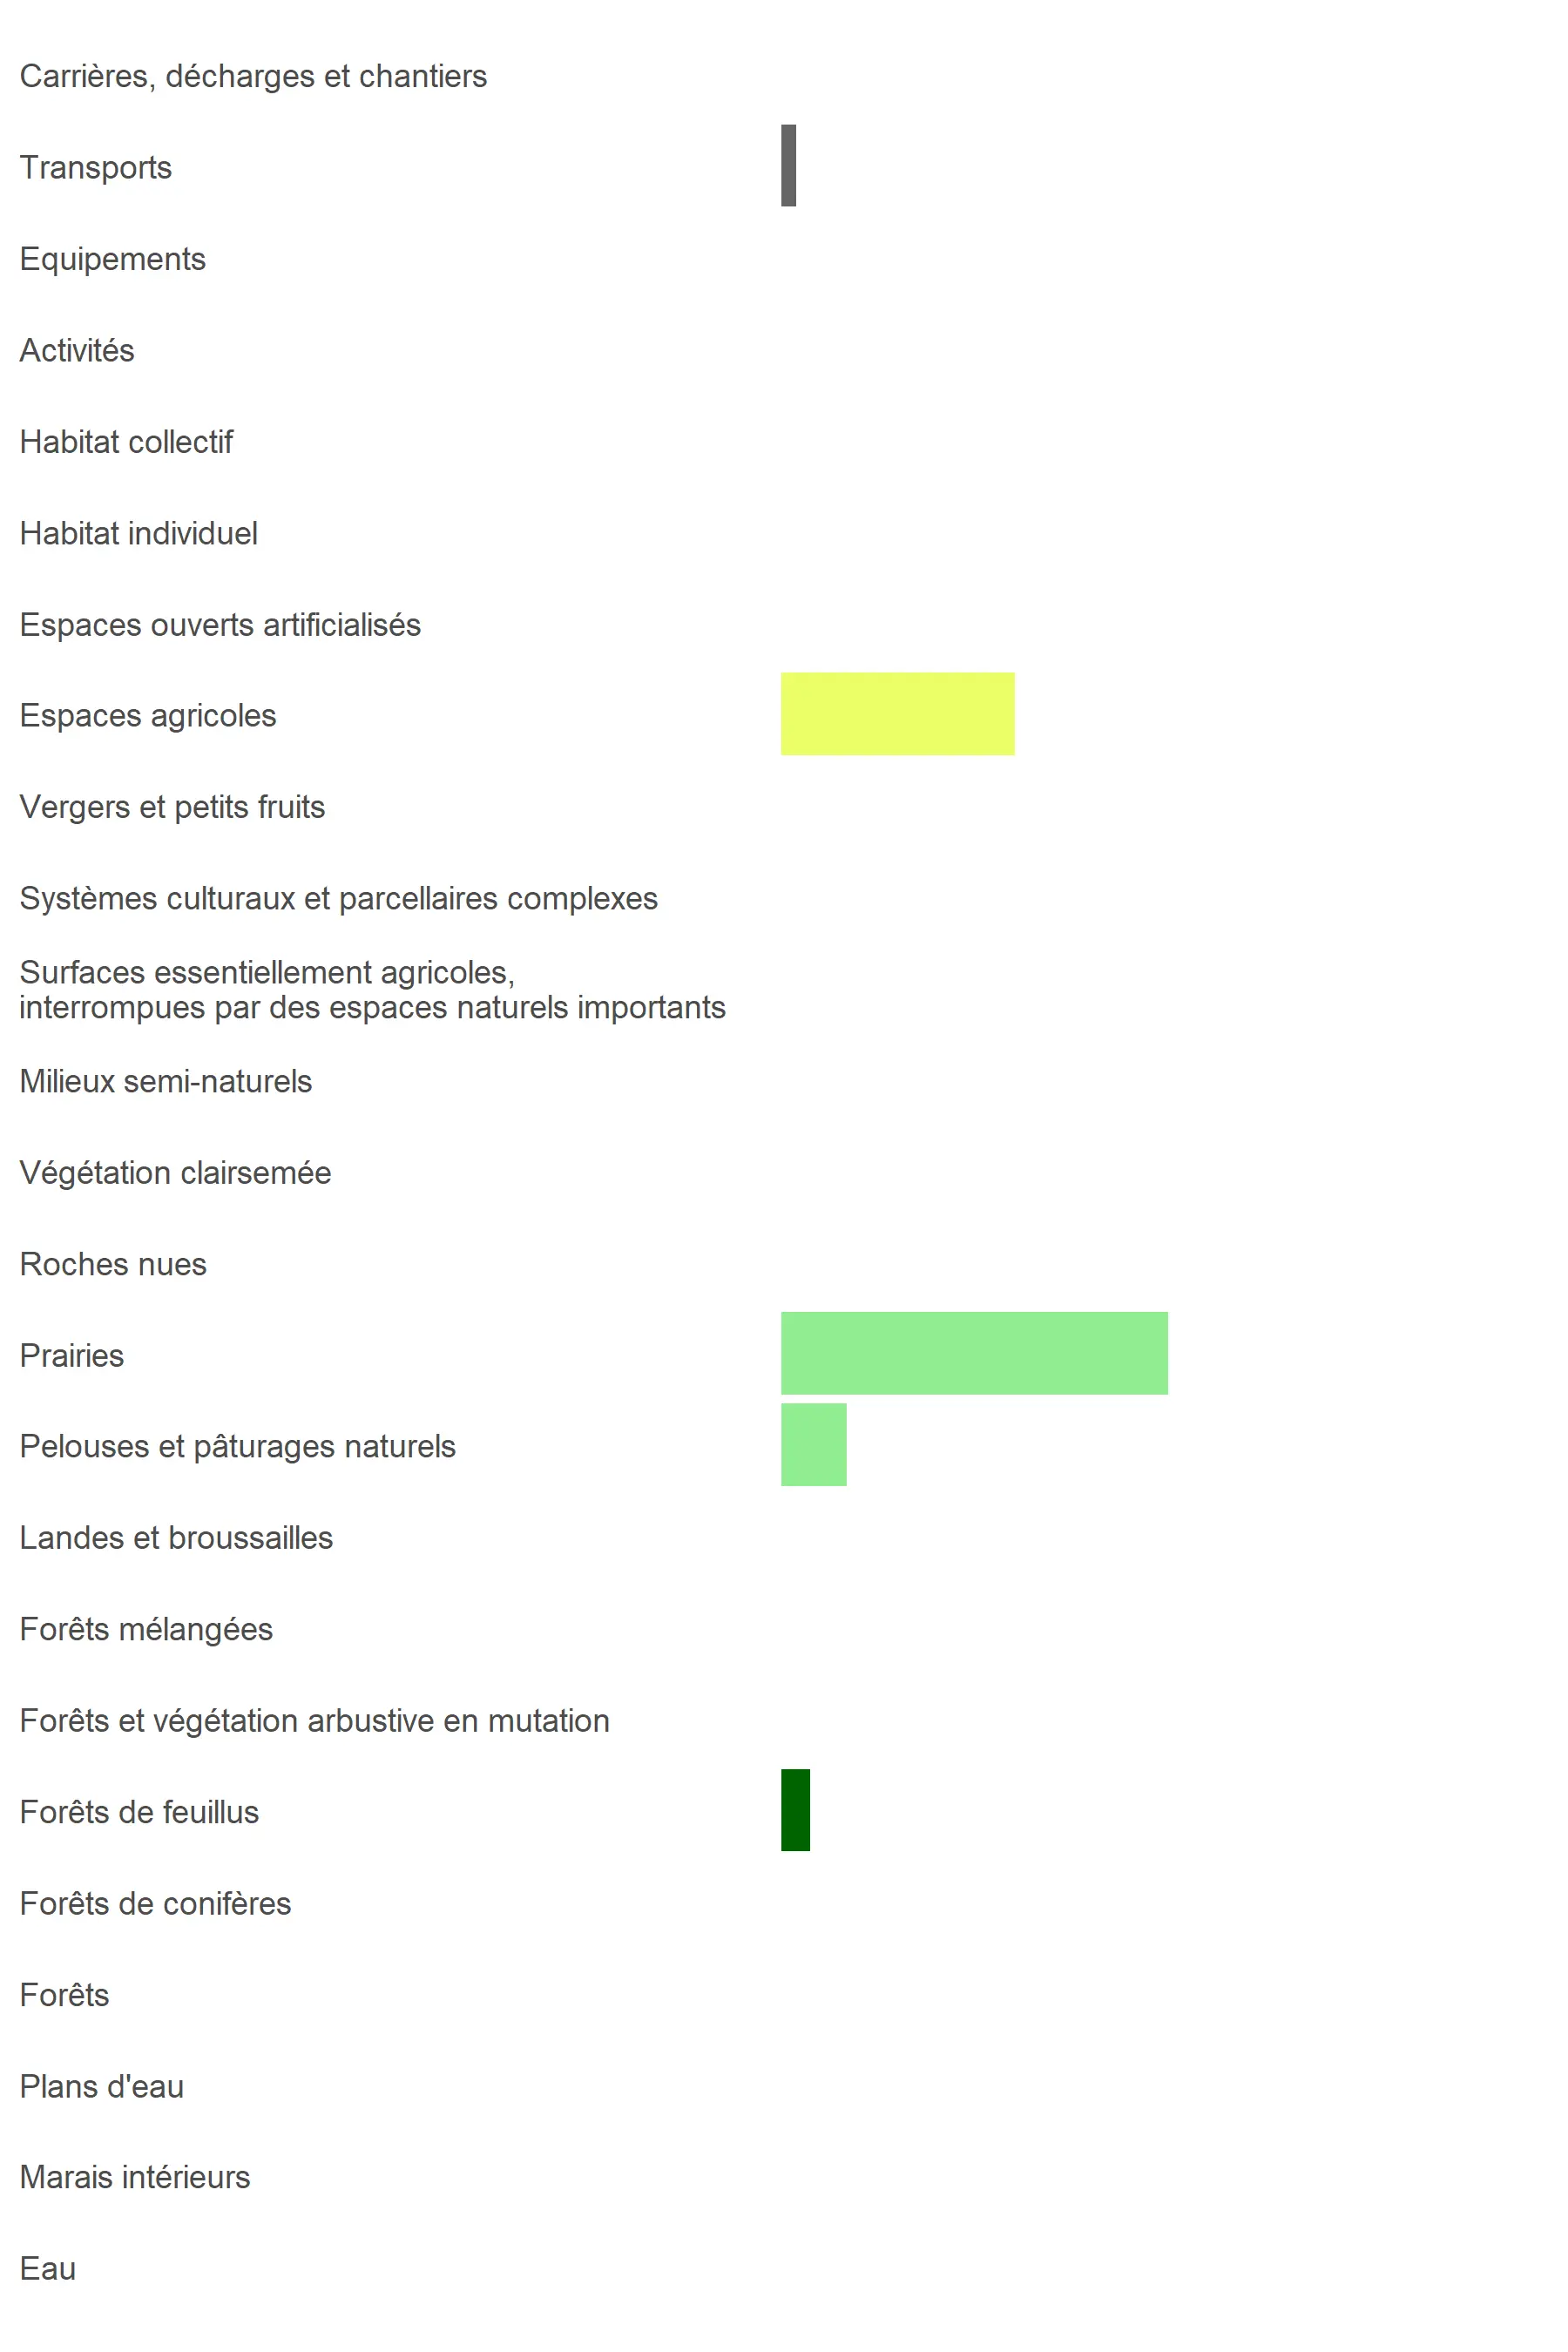 Carrières, décharges et chantiers
Transports
Equipements
Activités
Habitat collectif
Habitat individuel
Espaces ouverts artificialisés
Espaces agricoles
Vergers et petits fruits
Systèmes culturaux et parcellaires complexes
Surfaces essentiellement agricoles,
interrompues par des espaces naturels importants
Milieux semi-naturels
Végétation clairsemée
Roches nues
Prairies
Pelouses et pâturages naturels
Landes et broussailles
Forêts mélangées
Forêts et végétation arbustive en mutation
Forêts de feuillus
Forêts de conifères
Forêts
Plans d'eau
Marais intérieurs
Eau